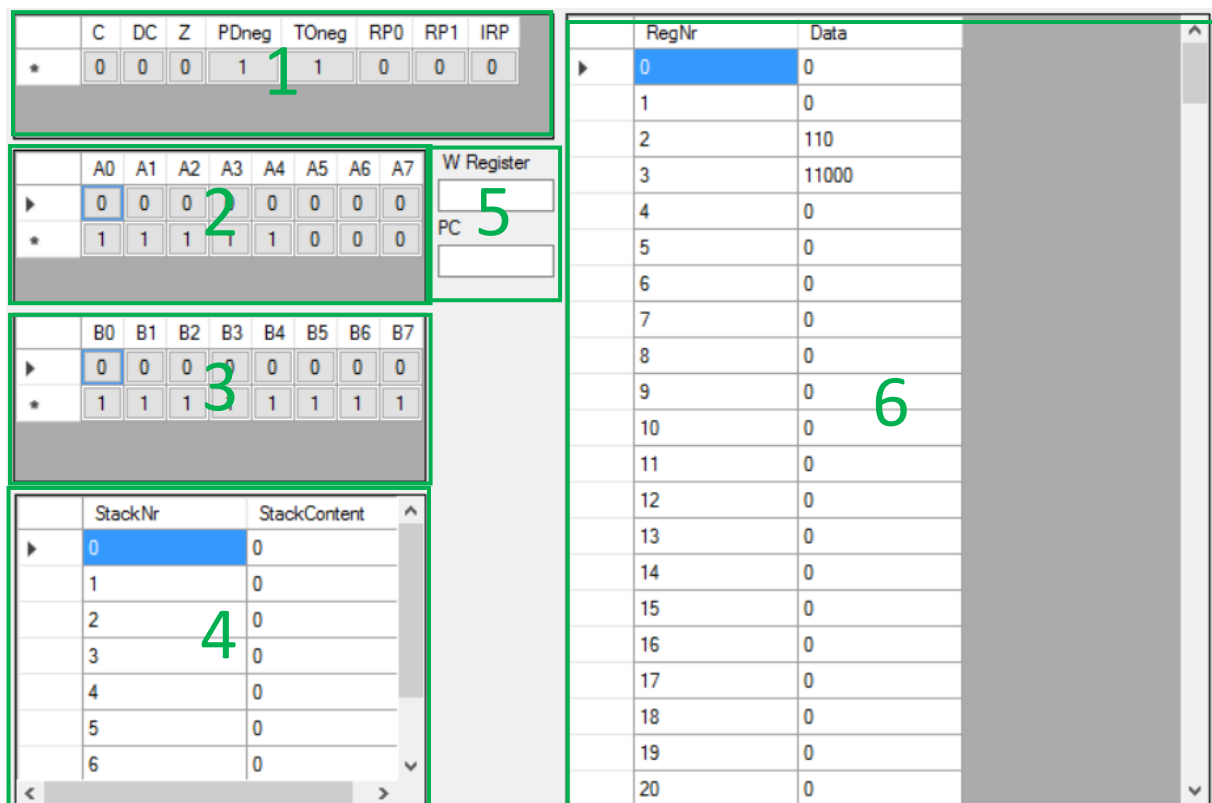 C DC Z PDneg TOneg RP0 RP1 IRP
* 0 0 0 1 1 0 0 0
1
A0 A1 A2 A3 A4 A5 A6 A7
0 0 0 0 0 0 0 0
* 1 1 1 1 1 0 0 0
2
W Register
PC
5
B0 B1 B2 B3 B4 B5 B6 B7
0 0 0 0 0 0 0 0
* 1 1 1 1 1 1 1 1
3
StackNr StackContent
0 0
1 0
2 0
3 0
4 0
5 0
6 0
4
RegNr Data
0 0
1 0
2 110
3 11000
4 0
5 0
6 0
7 0
8 0
9 0
10 0
11 0
12 0
13 0
14 0
15 0
16 0
17 0
18 0
19 0
20 0
6